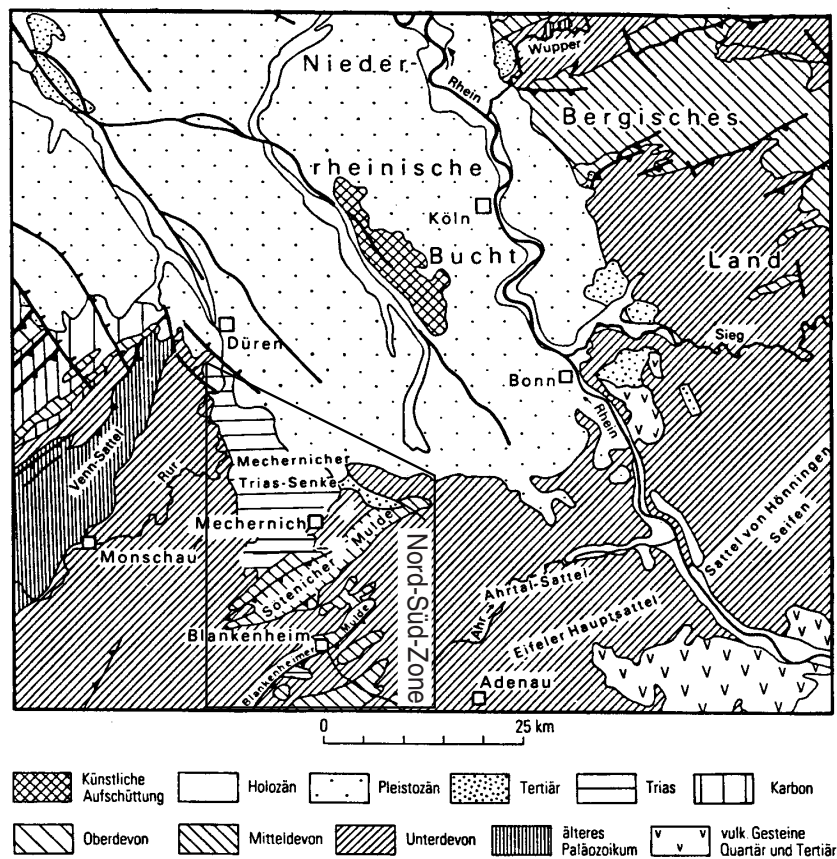 Nieder-
Wupper
Rhein
Bergisches
rheinische
Köln
Bucht
Land
Düren
Sieg
Bonn
Rhein
Venn-Sattel
Rur
Mechernicher
Trias-Senke
Mechernich
Monschau
Sötenicher Mulde
Nord-Süd-Zone
Sattel von Hönningen
Seifen
Ahr
Ahrtal-Sattel
Eifeler Hauptsattel
Blankenheim
Blankenheimer Mulde
Adenau
0 25 km
Künstliche
Aufschüttung
Holozän
Pleistozän
Tertiär
Trias
Karbon
Oberdevon
Mitteldevon
Unterdevon
älteres
Paläozoikum
vulk. Gesteine
Quartär und Tertiär